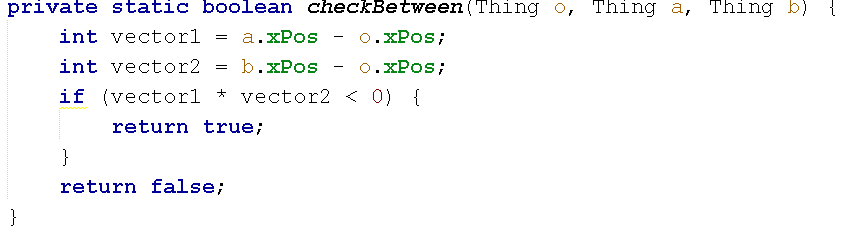 private static boolean checkBetween(Thing o, Thing a, Thing b) {
    int vector1 = a.xPos - o.xPos;
    int vector2 = b.xPos - o.xPos;
    if (vector1 * vector2 < 0) {
        return true;
    }
    return false;
}